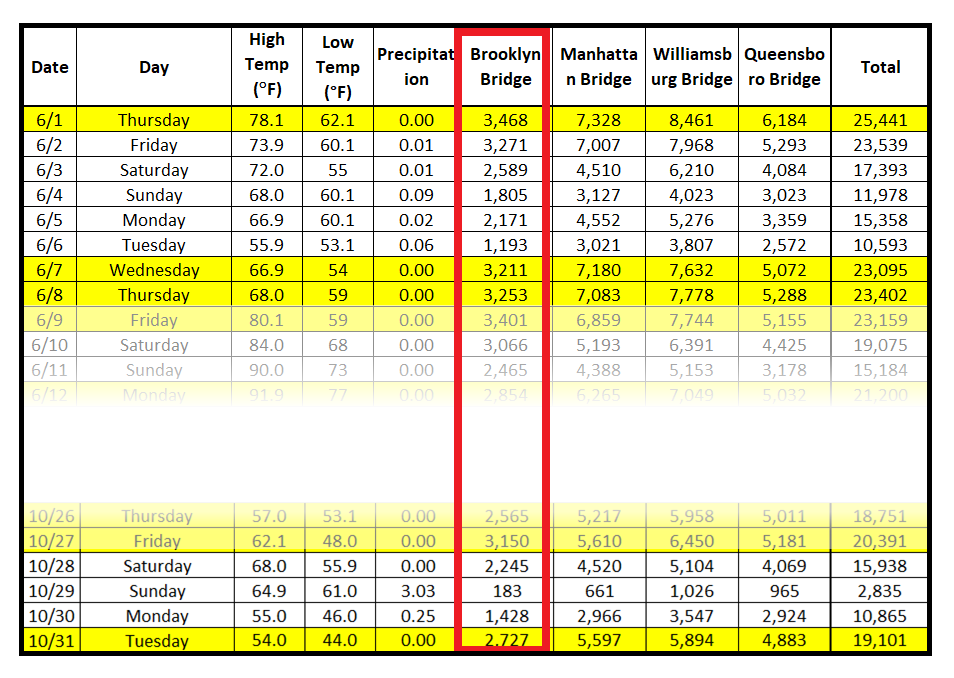 Date Day High Temp (°F) Low Temp (°F) Precipitat ion Brooklyn Bridge Manhatta n Bridge Williamsb urg Bridge Queensbo ro Bridge Total
6/1 Thursday 78.1 62.1 0.00 3,468 7,328 8,461 6,184 25,441
6/2 Friday 73.9 60.1 0.01 3,271 7,007 7,968 5,293 23,539
6/3 Saturday 72.0 55 0.01 2,589 4,510 6,210 4,084 17,393
6/4 Sunday 68.0 60.1 0.09 1,805 3,127 4,023 3,023 11,978
6/5 Monday 66.9 60.1 0.02 2,171 4,552 5,276 3,359 15,358
6/6 Tuesday 55.9 53.1 0.06 1,193 3,021 3,807 2,572 10,593
6/7 Wednesday 66.9 54 0.00 3,211 7,180 7,632 5,072 23,095
6/8 Thursday 68.0 59 0.00 3,253 7,083 7,778 5,288 23,402
6/9 Friday 80.1 59 0.00 3,401 6,859 7,744 5,155 23,159
6/10 Saturday 84.0 68 0.00 3,066 5,193 6,391 4,425 19,075
6/11 Sunday 90.0 73 0.00 2,465 4,388 5,153 3,178 15,184
6/12 Monday 91.9 77 0.00 2,854 6,265 7,049 5,032 21,200
10/26 Thursday 57.0 53.1 0.00 2,565 5,217 5,958 5,011 18,751
10/27 Friday 62.1 48.0 0.00 3,150 5,610 6,450 5,181 20,391
10/28 Saturday 68.0 55.9 0.00 2,245 4,520 5,104 4,069 15,938
10/29 Sunday 64.9 61.0 3.03 183 661 1,026 965 2,835
10/30 Monday 55.0 46.0 0.25 1,428 2,966 3,547 2,924 10,865
10/31 Tuesday 54.0 44.0 0.00 2,727 5,597 5,894 4,883 19,101